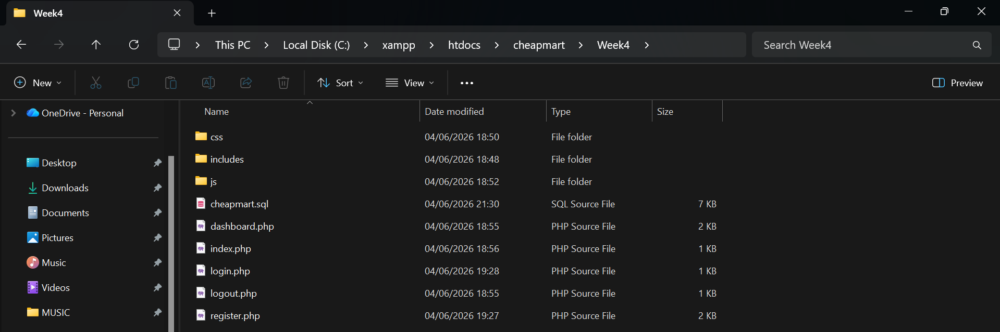 Week4
This PC > Local Disk (C:) > xampp > htdocs > cheapmart > Week4 >
Search Week4
New
Sort
View
Preview
OneDrive - Personal
Desktop
Downloads
Documents
Pictures
Music
Videos
MUSIC
Name Date modified Type Size
css 04/06/2026 18:50 File folder
includes 04/06/2026 18:48 File folder
js 04/06/2026 18:52 File folder
cheapmart.sql 04/06/2026 21:30 SQL Source File 7 KB
dashboard.php 04/06/2026 18:55 PHP Source File 2 KB
index.php 04/06/2026 18:56 PHP Source File 1 KB
login.php 04/06/2026 19:28 PHP Source File 1 KB
logout.php 04/06/2026 18:55 PHP Source File 1 KB
register.php 04/06/2026 19:27 PHP Source File 2 KB